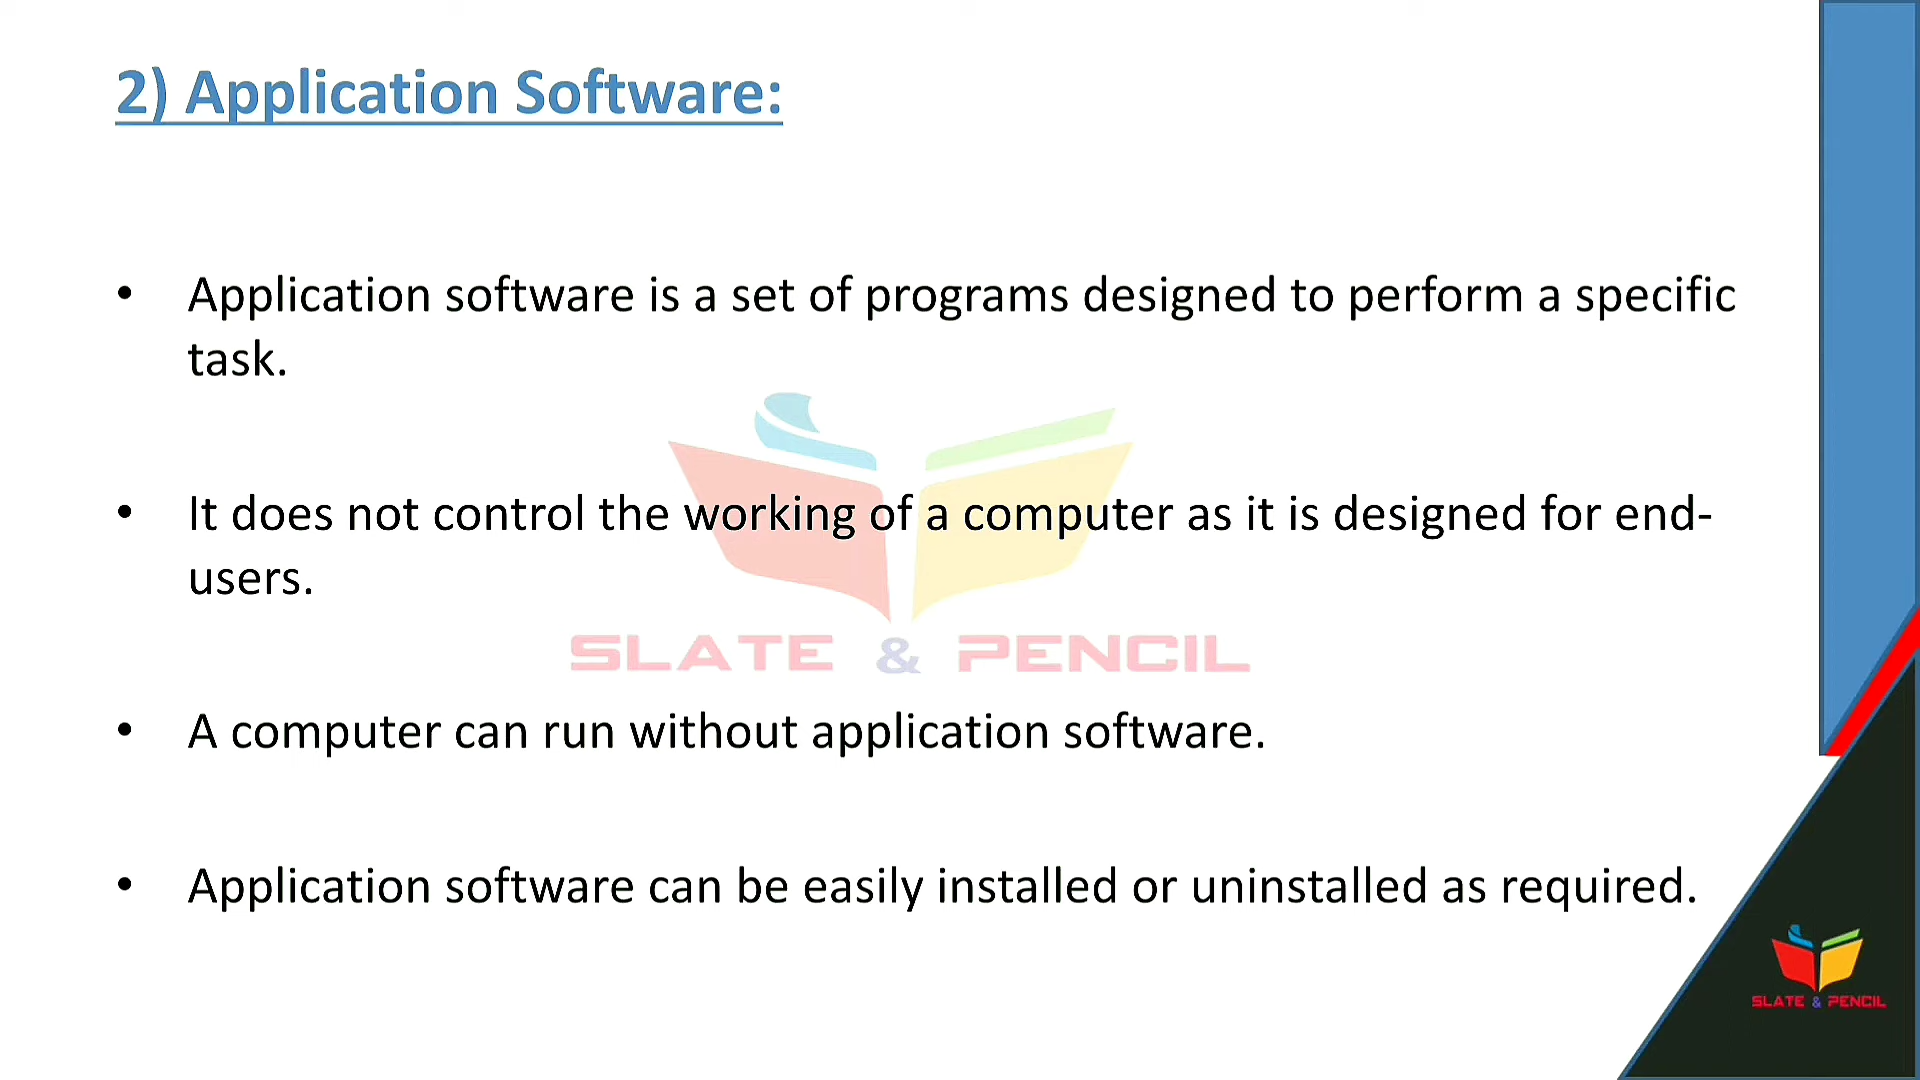 2) Application Software:
• Application software is a set of programs designed to perform a specific
task.
• It does not control the working of a computer as it is designed for end-
users.
SLATE & PENCIL
• A computer can run without application software.
• Application software can be easily installed or uninstalled as required.
SLATE & PENCIL